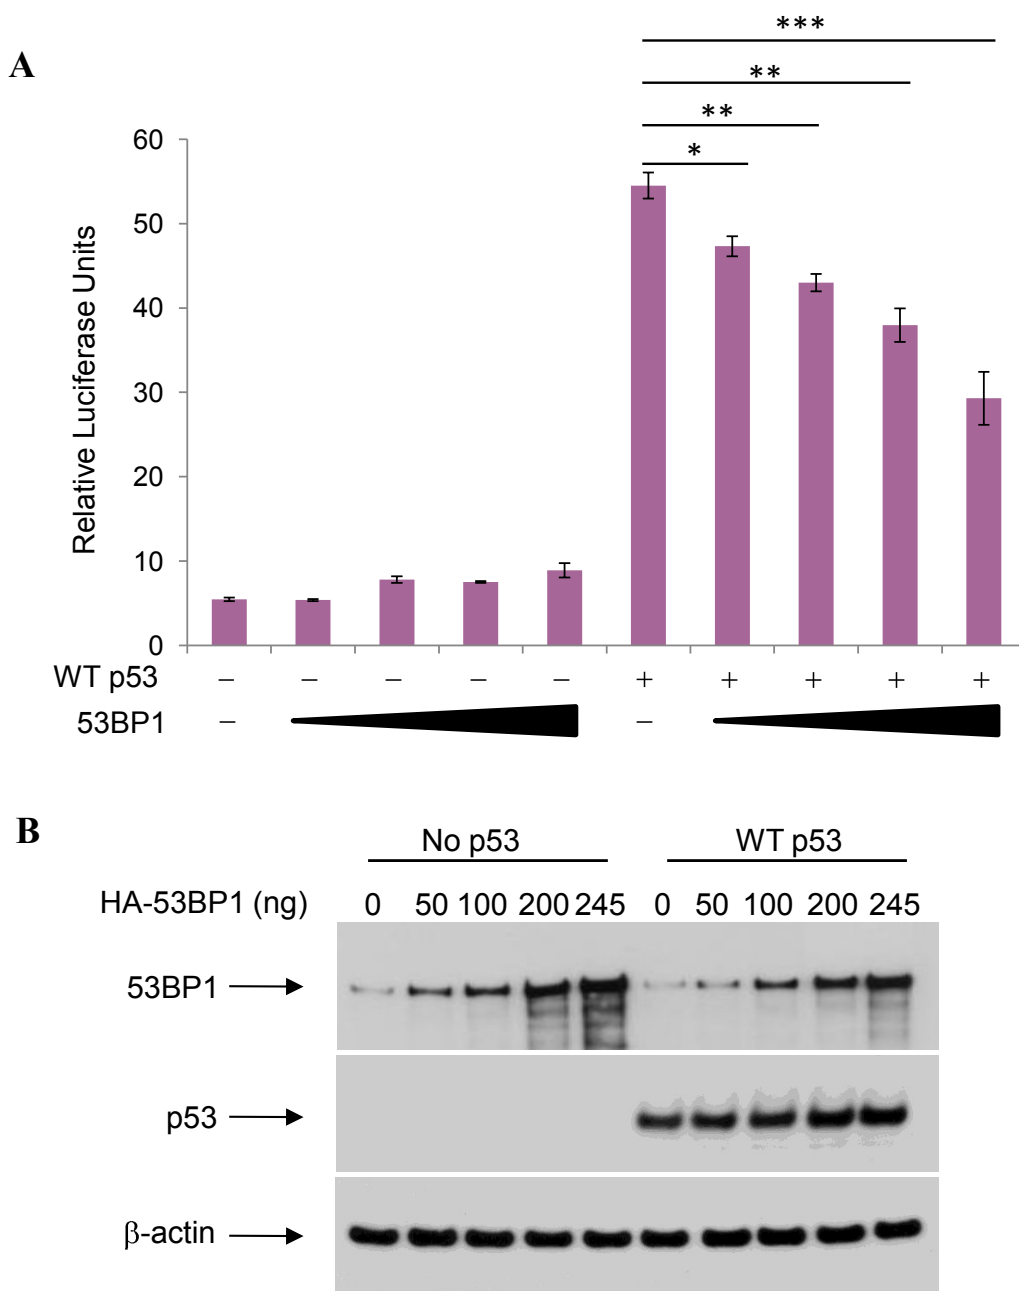 A
***
**
**
*
60
50
40
30
20
10
0
Relative Luciferase Units
WT p53 – – – – – + + + + +
53BP1 – –
B
No p53 WT p53
HA-53BP1 (ng) 0 50 100 200 245 0 50 100 200 245
53BP1
p53
β-actin